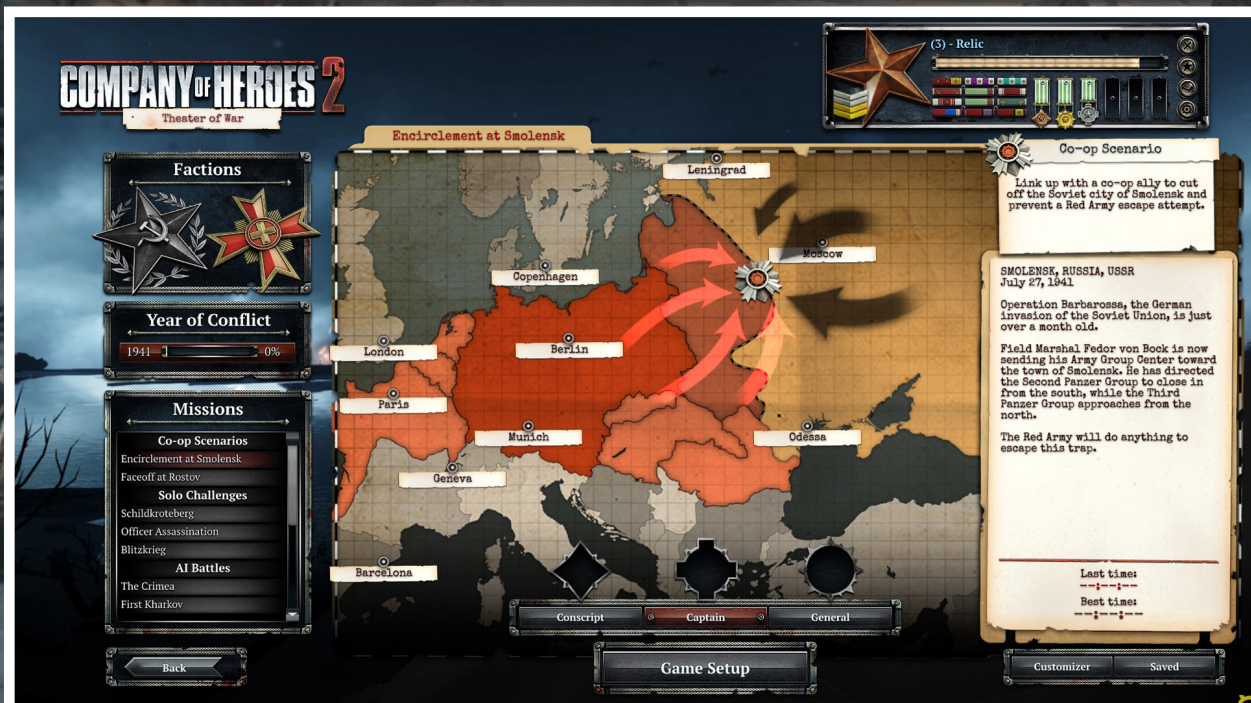 COMPANY OF HEROES 2
Theater of War
(3) - Relic
Factions
Year of Conflict
1941
0%
Missions
Co-op Scenarios
Encirclement at Smolensk
Faceoff at Rostov
Solo Challenges
Schildkroteberg
Officer Assassination
Blitzkrieg
AI Battles
The Crimea
First Kharkov
Back
Encirclement at Smolensk
Leningrad
Moscow
Copenhagen
London
Berlin
Paris
Munich
Odessa
Geneva
Barcelona
Conscript
Captain
General
Game Setup
Co-op Scenario
Link up with a co-op ally to cut
off the Soviet city of Smolensk and
prevent a Red Army escape attempt.
SMOLENSK, RUSSIA, USSR
July 27, 1941
Operation Barbarossa, the German
invasion of the Soviet Union, is just
over a month old.
Field Marshal Fedor von Bock is now
sending his Army Group Center toward
the town of Smolensk. He has directed
the Second Panzer Group to close in
from the south, while the Third
Panzer Group approaches from the
north.
The Red Army will do anything to
escape this trap.
Last time:
--:--:--
Best time:
--:--:--
Customizer
Saved